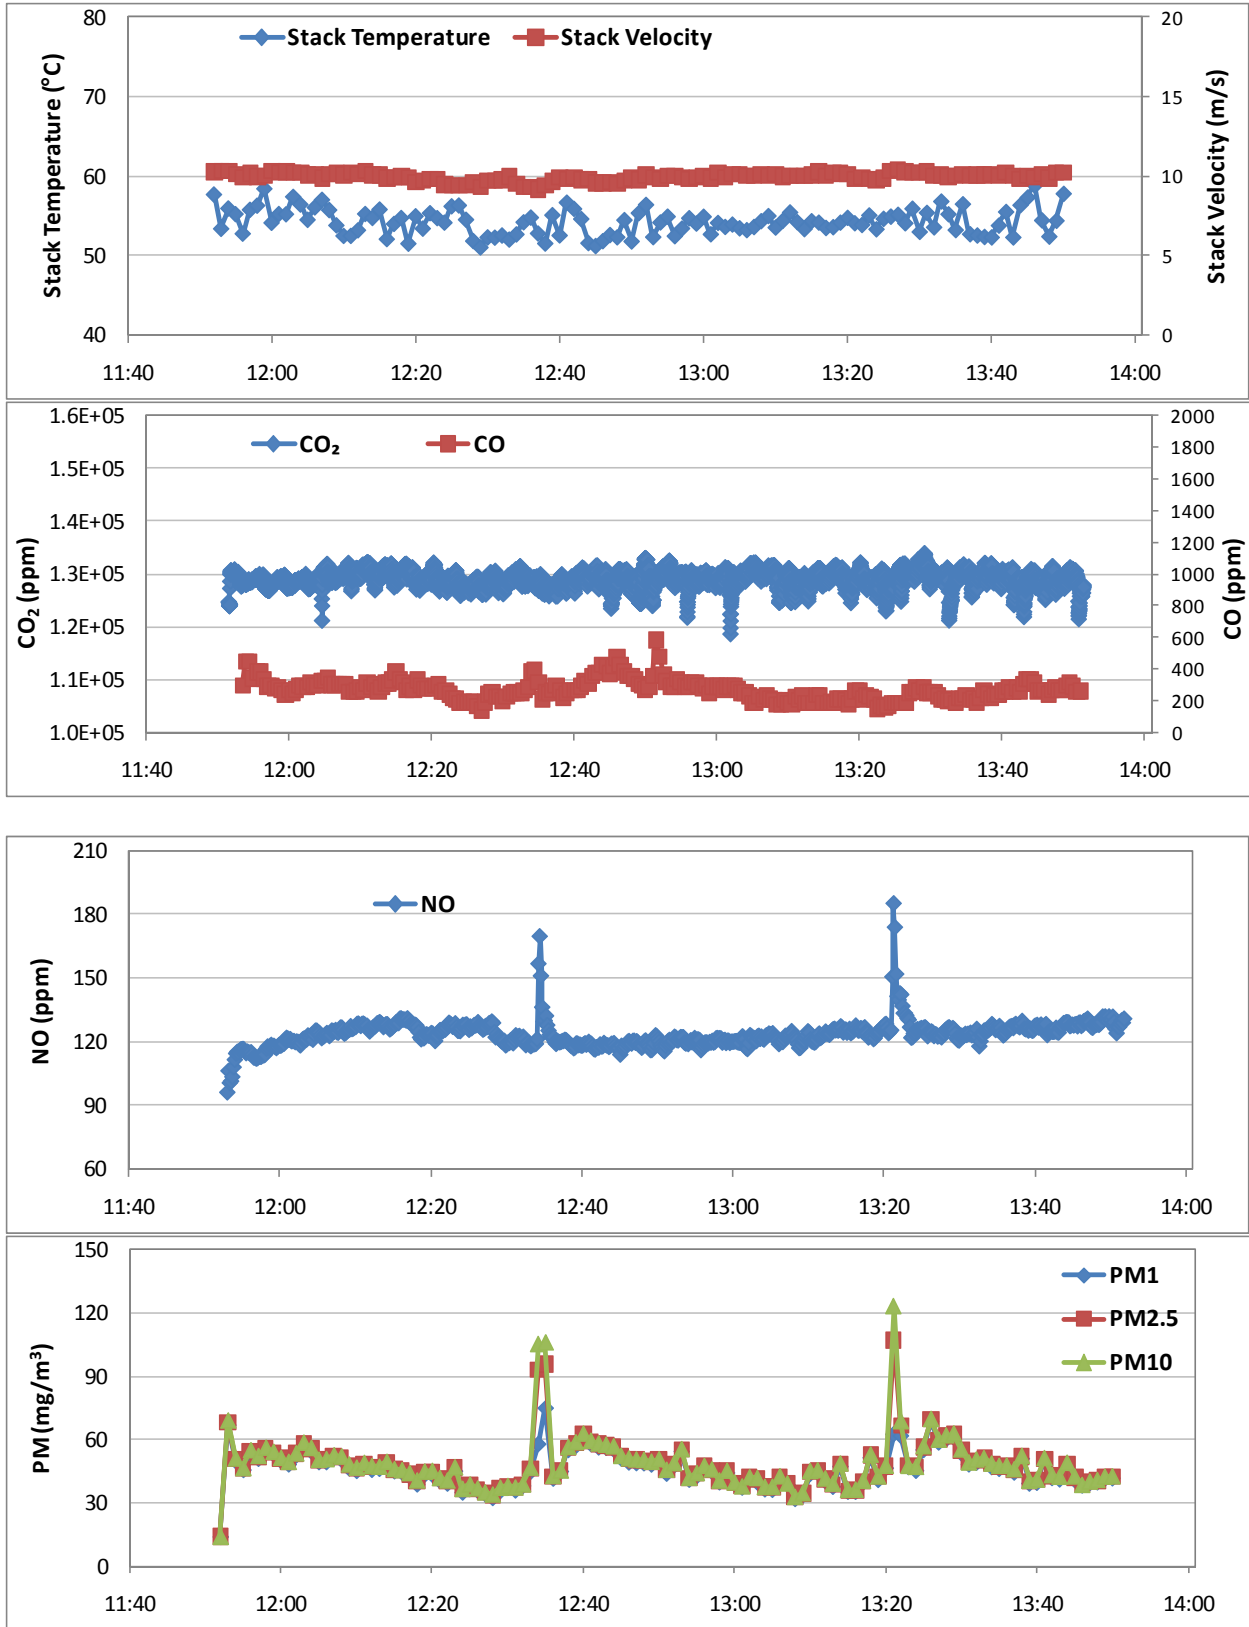 80
70
60
50
40
Stack Temperature (°C)
Stack Temperature
Stack Velocity
20
15
10
5
0
Stack Velocity (m/s)
11:40 12:00 12:20 12:40 13:00 13:20 13:40 14:00
1.6E+05
1.5E+05
1.4E+05
1.3E+05
1.2E+05
1.1E+05
1.0E+05
CO₂ (ppm)
CO₂
CO
2000
1800
1600
1400
1200
1000
800
600
400
200
0
CO (ppm)
11:40 12:00 12:20 12:40 13:00 13:20 13:40 14:00
210
180
150
120
90
60
NO (ppm)
NO
11:40 12:00 12:20 12:40 13:00 13:20 13:40 14:00
150
120
90
60
30
0
PM (mg/m³)
PM1
PM2.5
PM10
11:40 12:00 12:20 12:40 13:00 13:20 13:40 14:00